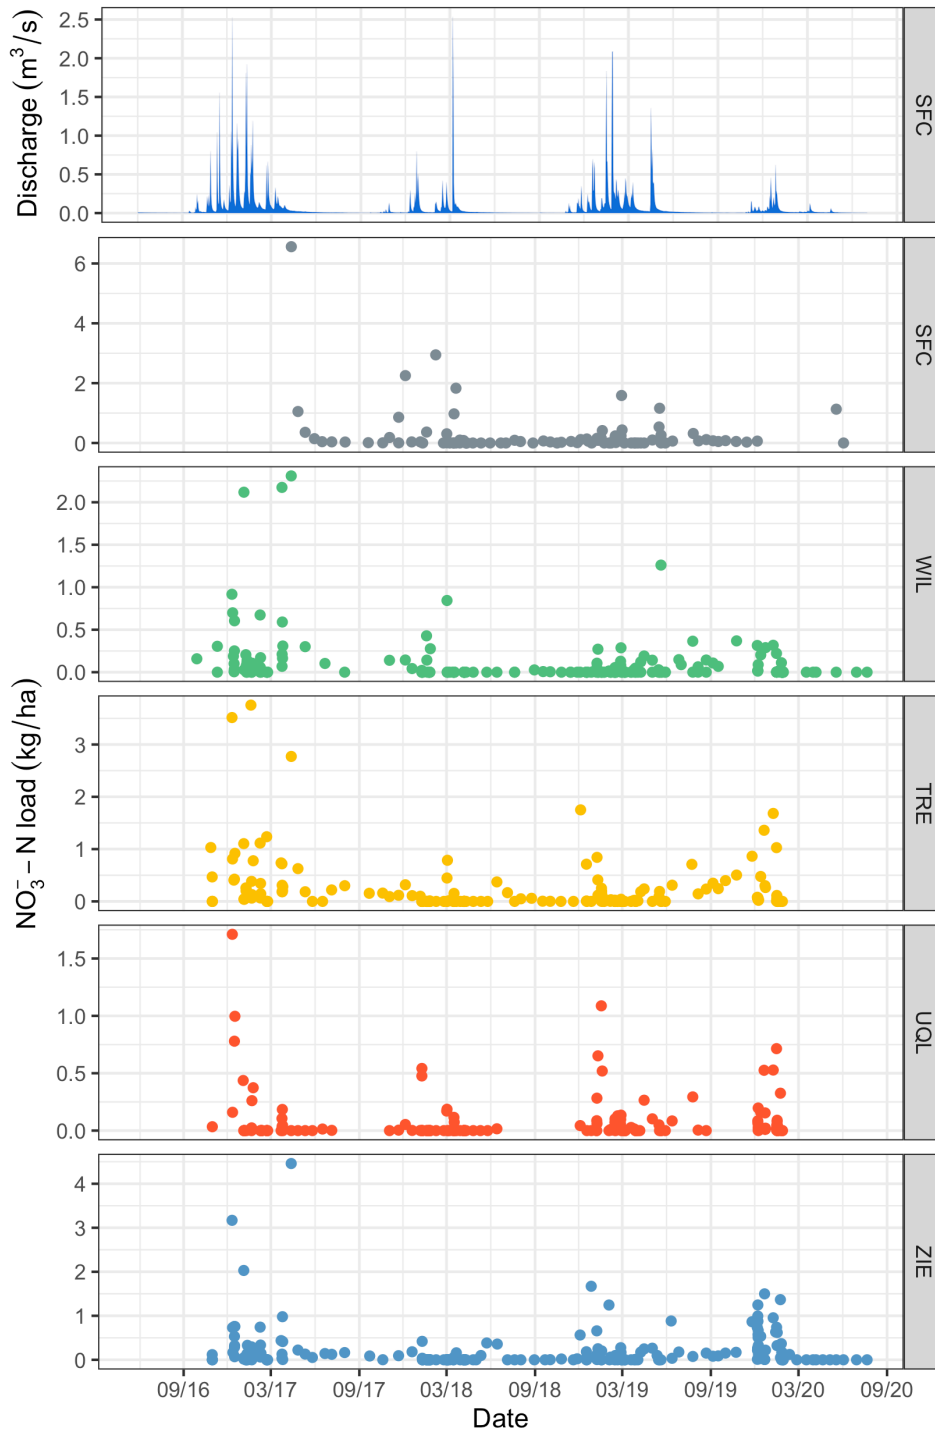 Discharge (m³/s)
2.5
2.0
1.5
1.0
0.5
0.0
SFC
NO₃⁻ – N load (kg/ha)
6
4
2
0
SFC
2.0
1.5
1.0
0.5
0.0
WIL
3
2
1
0
TRE
1.5
1.0
0.5
0.0
UQL
4
3
2
1
0
ZIE
09/16 03/17 09/17 03/18 09/18 03/19 09/19 03/20 09/20
Date